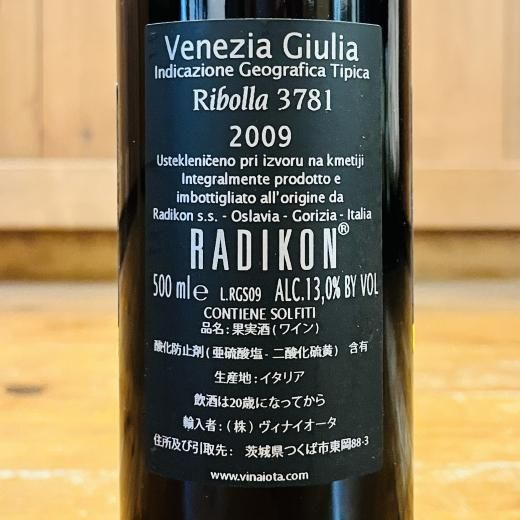 Venezia Giulia
Indicazione Geografica Tipica
Ribolla 3781
2009
Ustekleničeno pri izvoru na kmetiji
Integralmente prodotto e
imbottigliato all'origine da
Radikon s.s. - Oslavia - Gorizia - Italia
RADIKON®
500 ml e L.RGS09 ALC.13,0% BY VOL
CONTIENE SOLFITI
品名:果実酒(ワイン)
酸化防止剤(亜硫酸塩-二酸化硫黄) 含有
生産地:イタリア
飲酒は20歳になってから
輸入者:(株)ヴィナイオータ
住所及び引取先: 茨城県つくば市東岡88-3
www.vinaiota.com